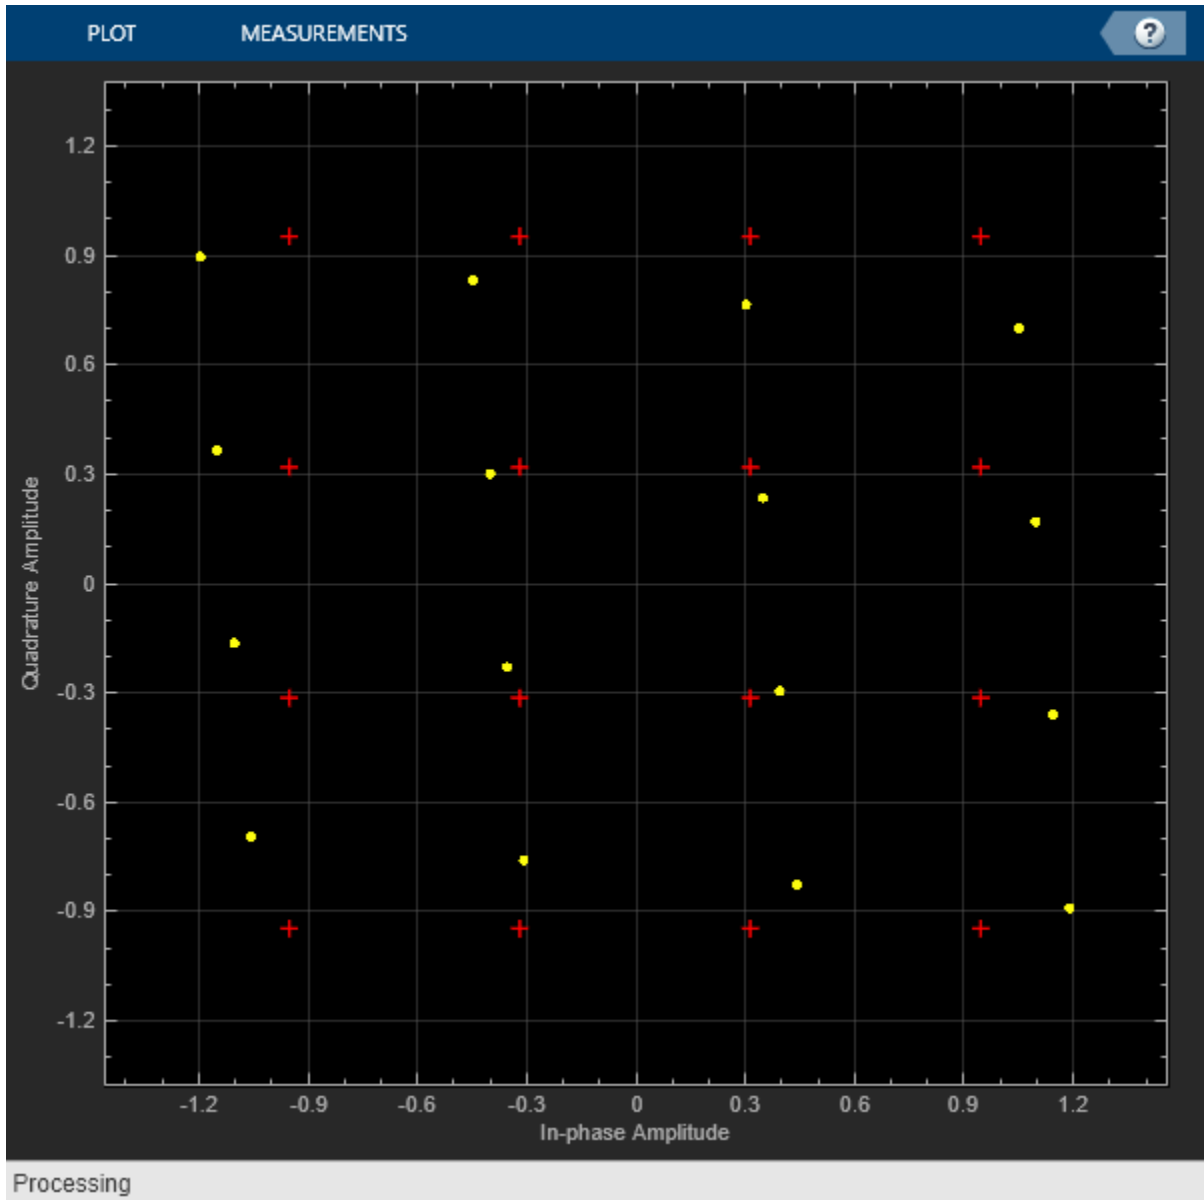 PLOT MEASUREMENTS ?
1.2
0.9
0.6
0.3
0
-0.3
-0.6
-0.9
-1.2
Quadrature Amplitude
-1.2 -0.9 -0.6 -0.3 0 0.3 0.6 0.9 1.2
In-phase Amplitude
Processing